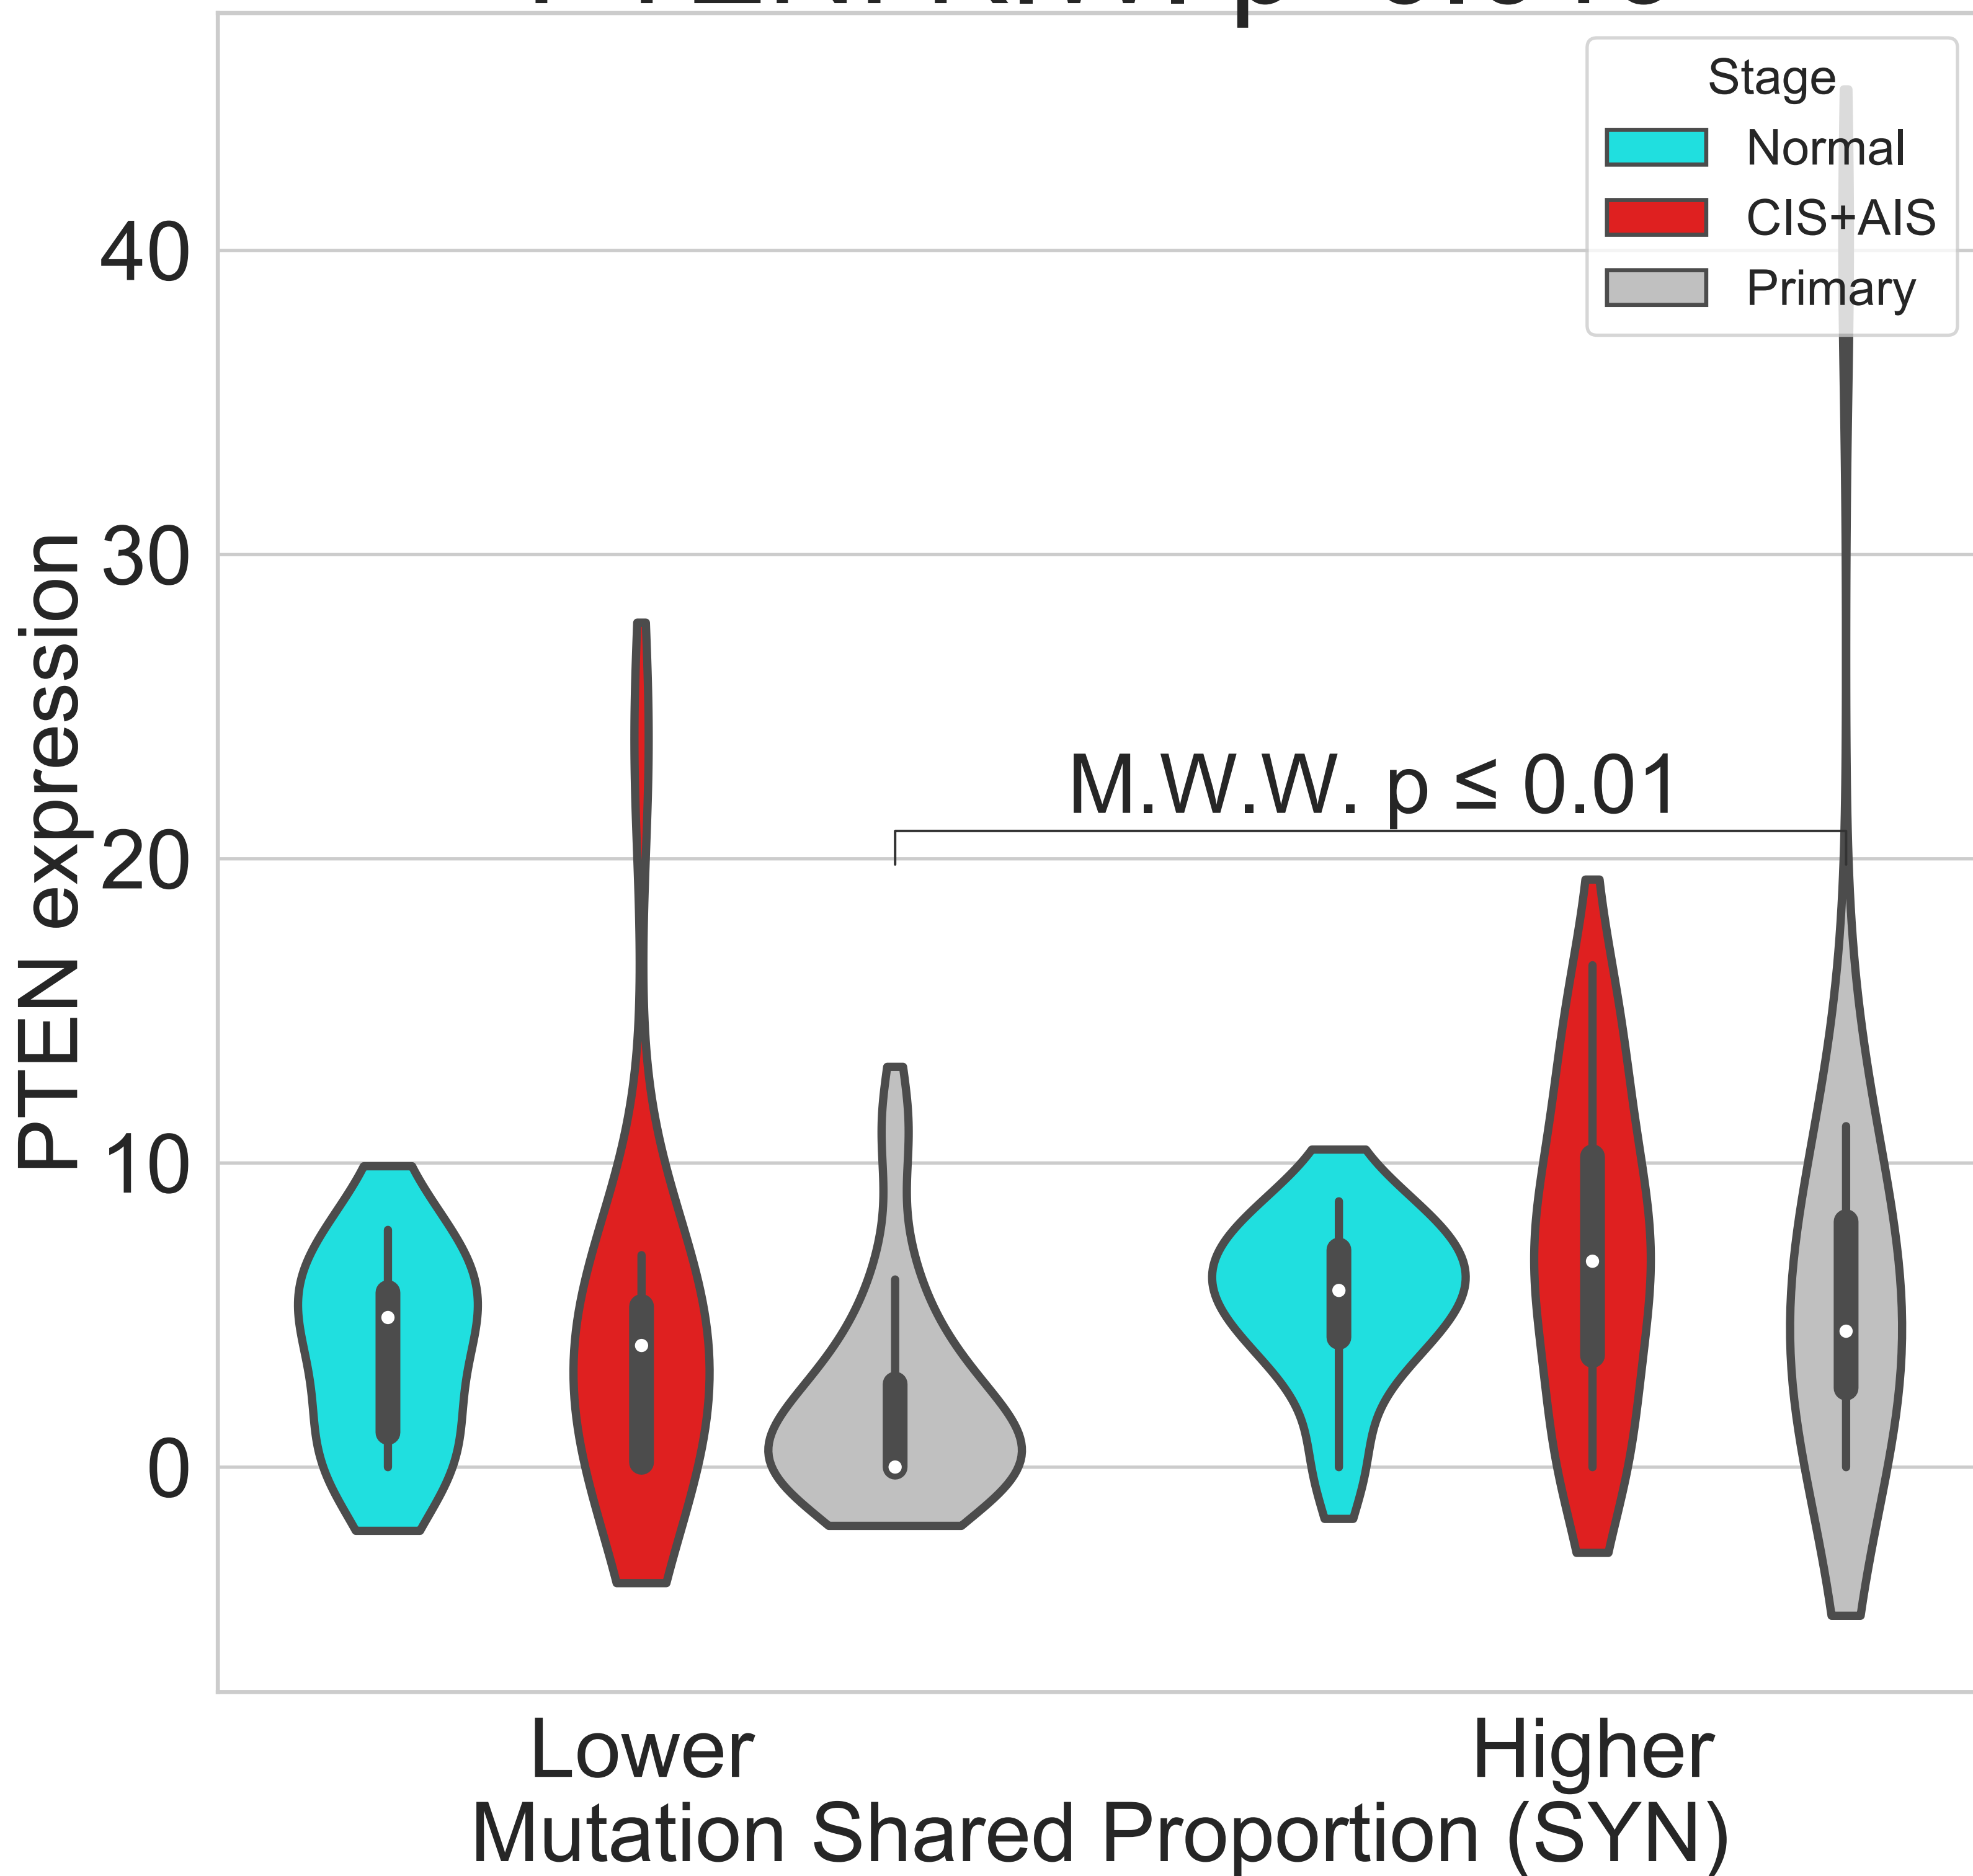 Stage
Normal
CIS+AIS
Primary
40
30
20
10
0
PTEN expression
M.W.W. p ≤ 0.01
Lower
Higher
Mutation Shared Proportion (SYN)